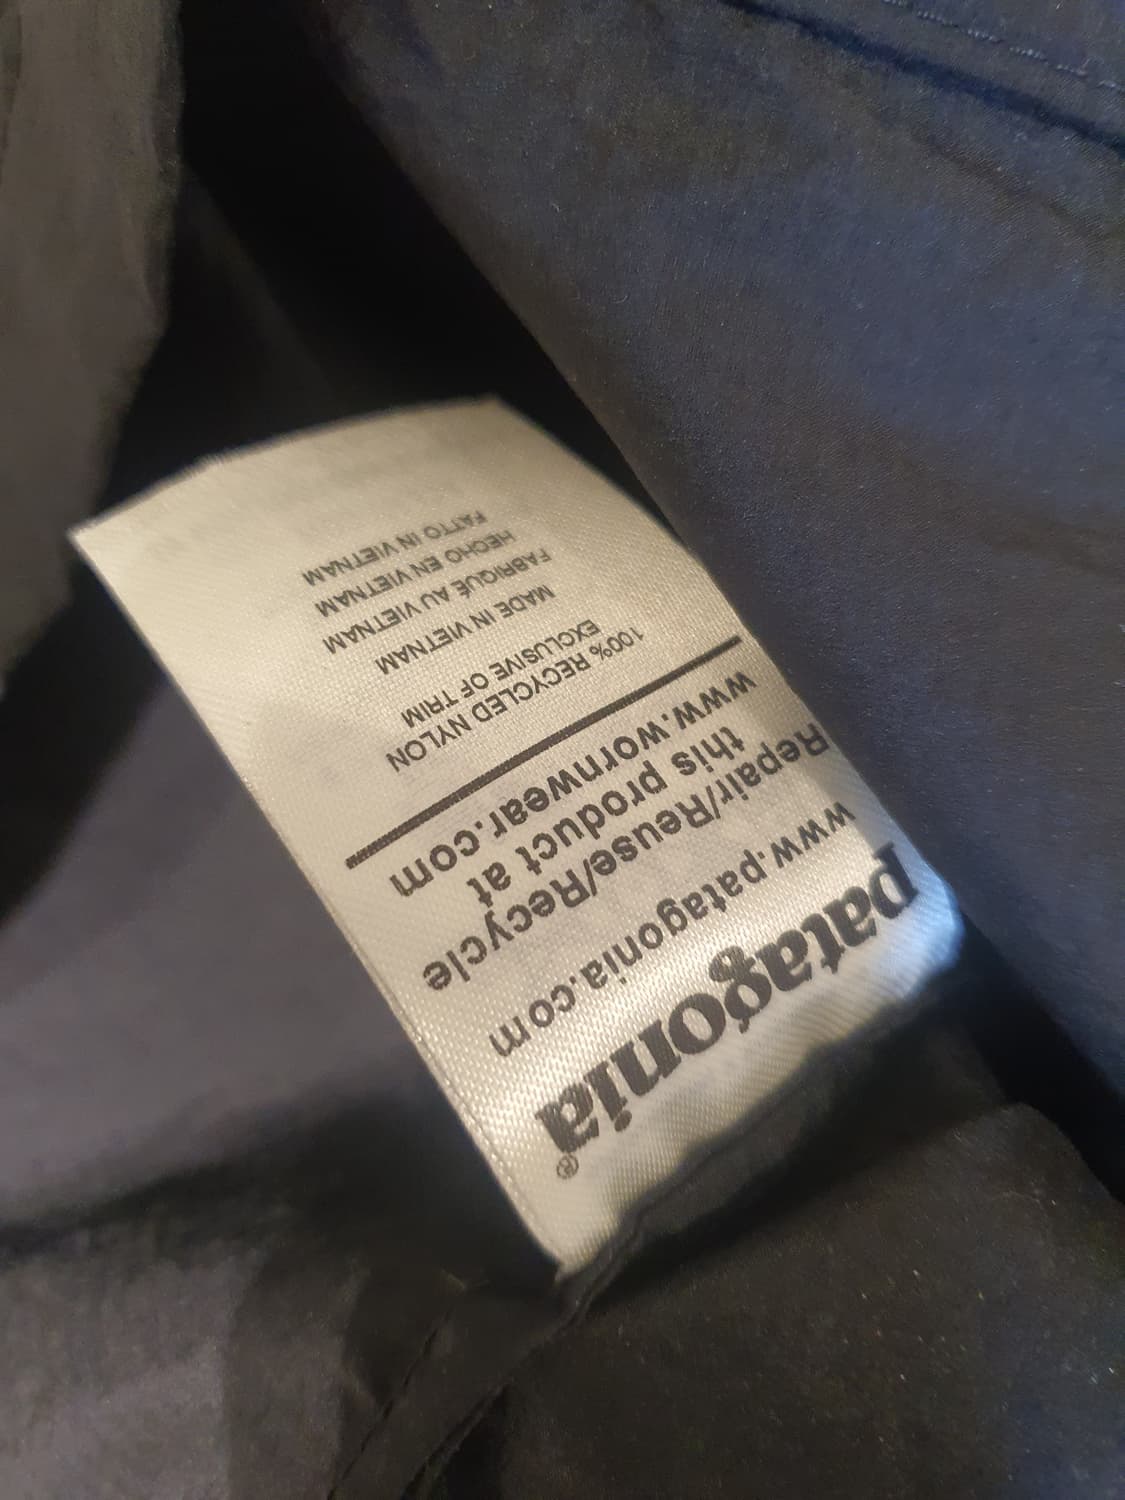 patagonia®
www.patagonia.com
Repair/Reuse/Recycle
this product at
www.wornwear.com
100% RECYCLED NYLON
EXCLUSIVE OF TRIM
MADE IN VIETNAM
FABRIQUÉ AU VIETNAM
HECHO EN VIETNAM
FATTO IN VIETNAM